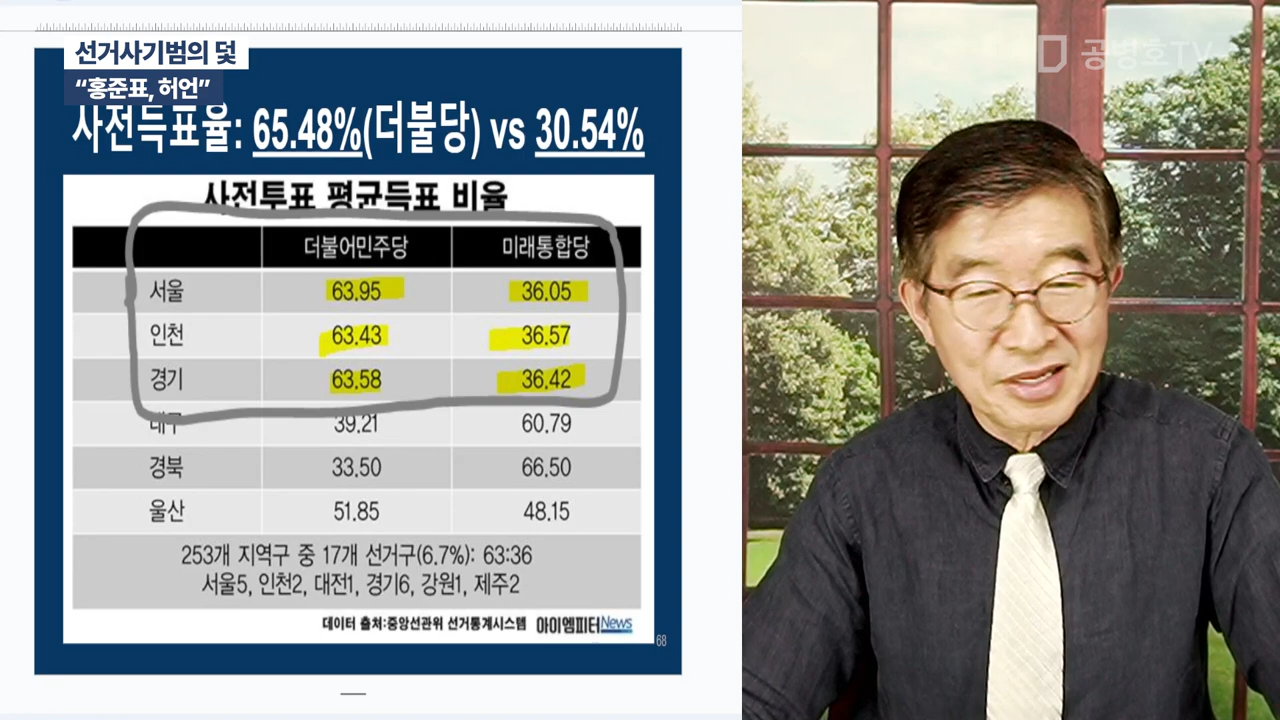 선거사기범의 덫
“홍준표, 허언”
공병호TV
사전득표율: 65.48%(더불당) vs 30.54%
사전투표 평균득표 비율
더불어민주당 미래통합당
서울 63.95 36.05
인천 63.43 36.57
경기 63.58 36.42
대구 39.21 60.79
경북 33.50 66.50
울산 51.85 48.15
253개 지역구 중 17개 선거구(6.7%): 63:36
서울5, 인천2, 대전1, 경기6, 강원1, 제주2
데이터 출처:중앙선관위 선거통계시스템 아이엠피터News
68